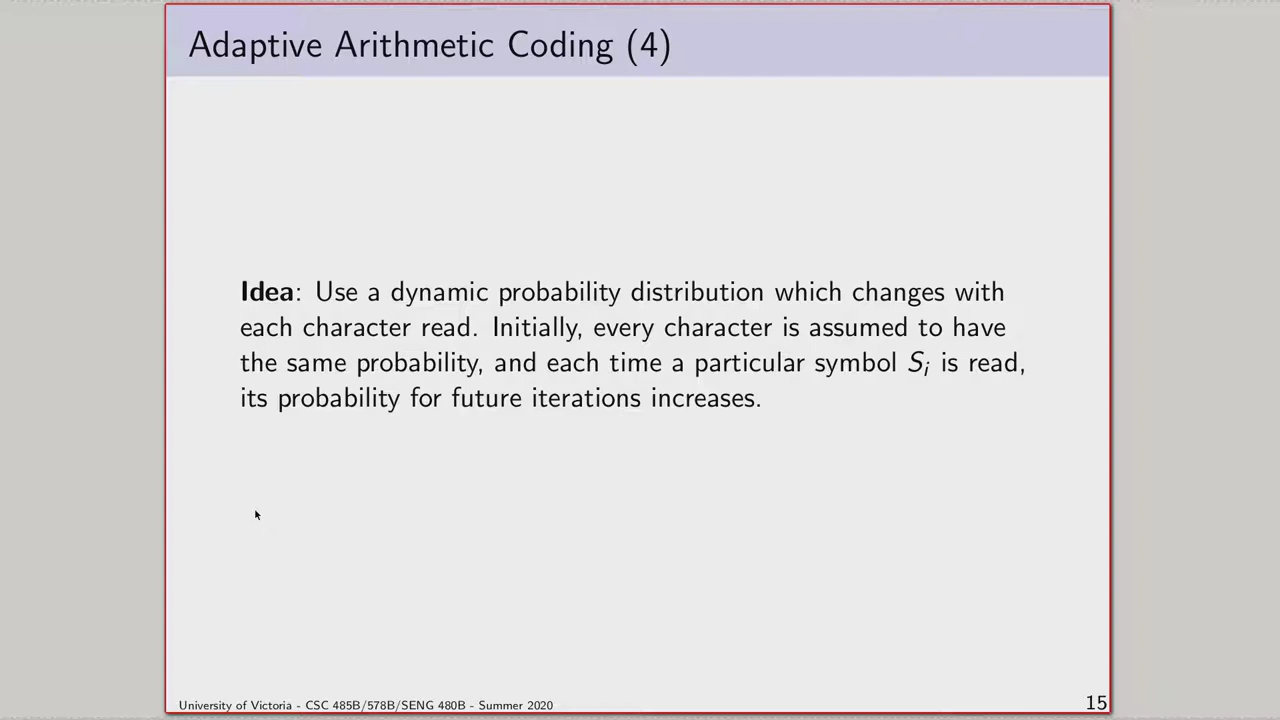 Adaptive Arithmetic Coding (4)
Idea: Use a dynamic probability distribution which changes with
each character read. Initially, every character is assumed to have
the same probability, and each time a particular symbol Si is read,
its probability for future iterations increases.
University of Victoria - CSC 485B/578B/SENG 480B - Summer 2020
15